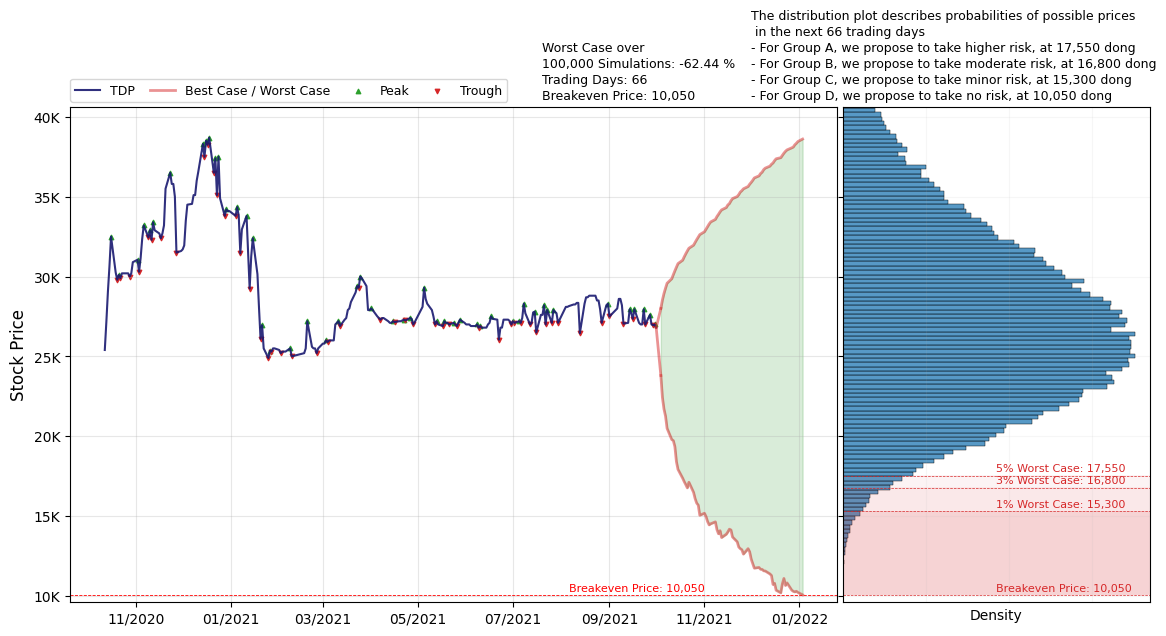 The distribution plot describes probabilities of possible prices
in the next 66 trading days
- For Group A, we propose to take higher risk, at 17,550 dong
- For Group B, we propose to take moderate risk, at 16,800 dong
- For Group C, we propose to take minor risk, at 15,300 dong
- For Group D, we propose to take no risk, at 10,050 dong
Worst Case over
100,000 Simulations: -62.44 %
Trading Days: 66
Breakeven Price: 10,050
TDP
Best Case / Worst Case
Peak
Trough
Stock Price
40K
35K
30K
25K
20K
15K
10K
Breakeven Price: 10,050
11/2020
01/2021
03/2021
05/2021
07/2021
09/2021
11/2021
01/2022
5% Worst Case: 17,550
3% Worst Case: 16,800
1% Worst Case: 15,300
Breakeven Price: 10,050
Density